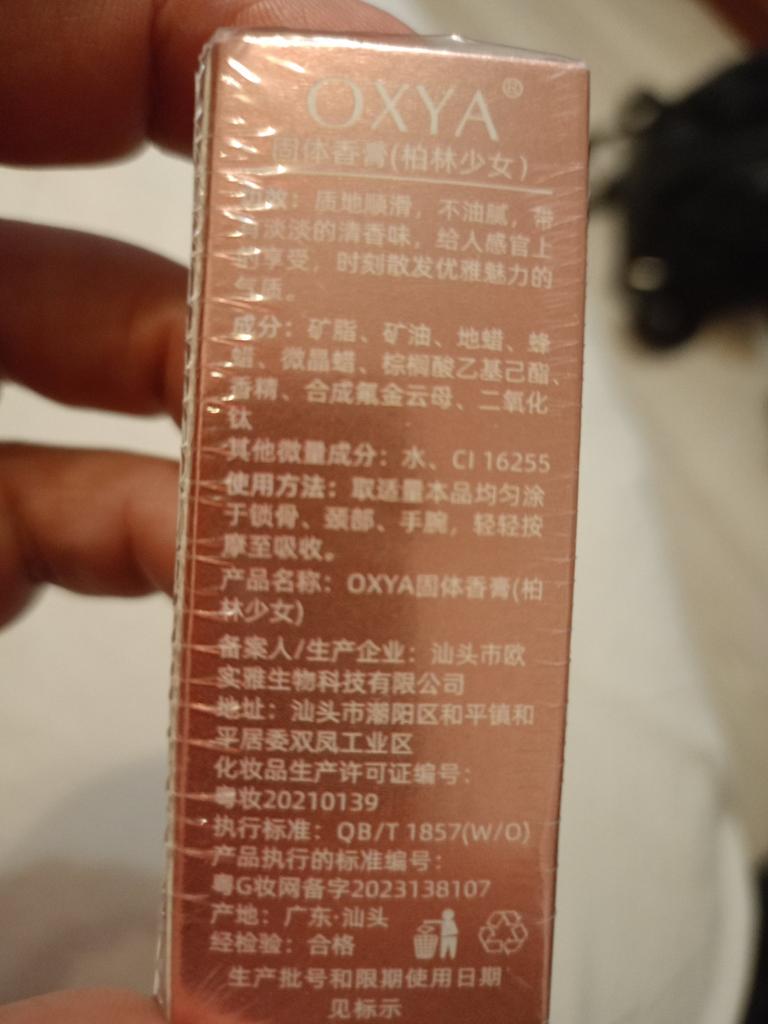 OXYA®
固体香膏(柏林少女)
功效：质地顺滑，不油腻，带
有淡淡的清香味，给人感官上
的享受，时刻散发优雅魅力的
气质。
成分：矿脂、矿油、地蜡、蜂
蜡、微晶蜡、棕榈酸乙基己酯、
香精、合成氟金云母、二氧化
钛
其他微量成分：水、CI 16255
使用方法：取适量本品均匀涂
于锁骨、颈部、手腕，轻轻按
摩至吸收。
产品名称：OXYA固体香膏(柏
林少女)
备案人/生产企业：汕头市欧
实雅生物科技有限公司
地址：汕头市潮阳区和平镇和
平居委双凤工业区
化妆品生产许可证编号：
粤妆20210139
执行标准：QB/T 1857(W/O)
产品执行的标准编号：
粤G妆网备字2023138107
产地：广东·汕头
经检验：合格
生产批号和限期使用日期
见标示